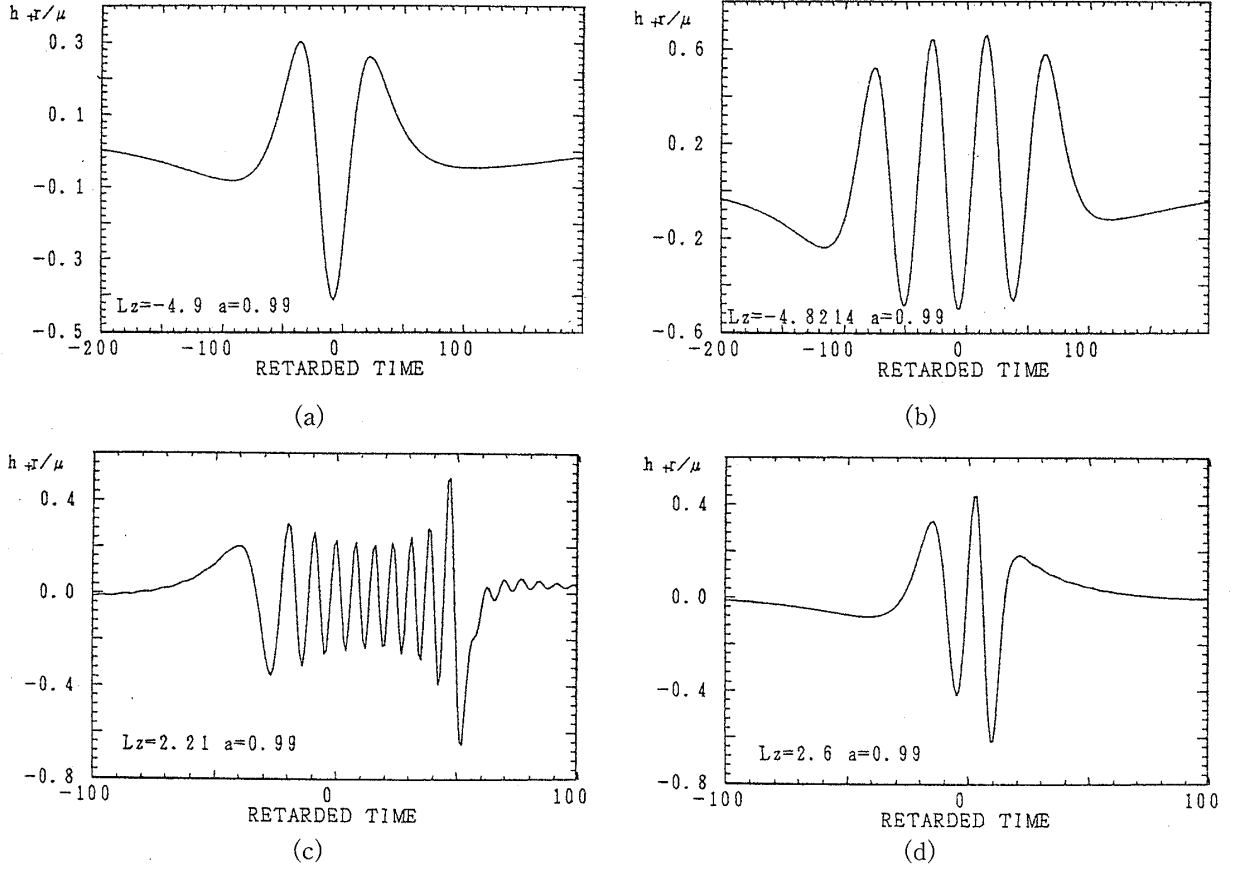 h₊r/μ
0.3
0.1
-0.1
-0.3
-0.5
Lz=-4.9 a=0.99
-200 -100 0 100
RETARDED TIME
(a)
h₊r/μ
0.6
0.2
-0.2
-0.6
Lz=-4.8214 a=0.99
-200 -100 0 100
RETARDED TIME
(b)
h₊r/μ
0.4
0.0
-0.4
-0.8
Lz=2.21 a=0.99
-100 0 100
RETARDED TIME
(c)
h₊r/μ
0.4
0.0
-0.4
-0.8
Lz=2.6 a=0.99
-100 0 100
RETARDED TIME
(d)